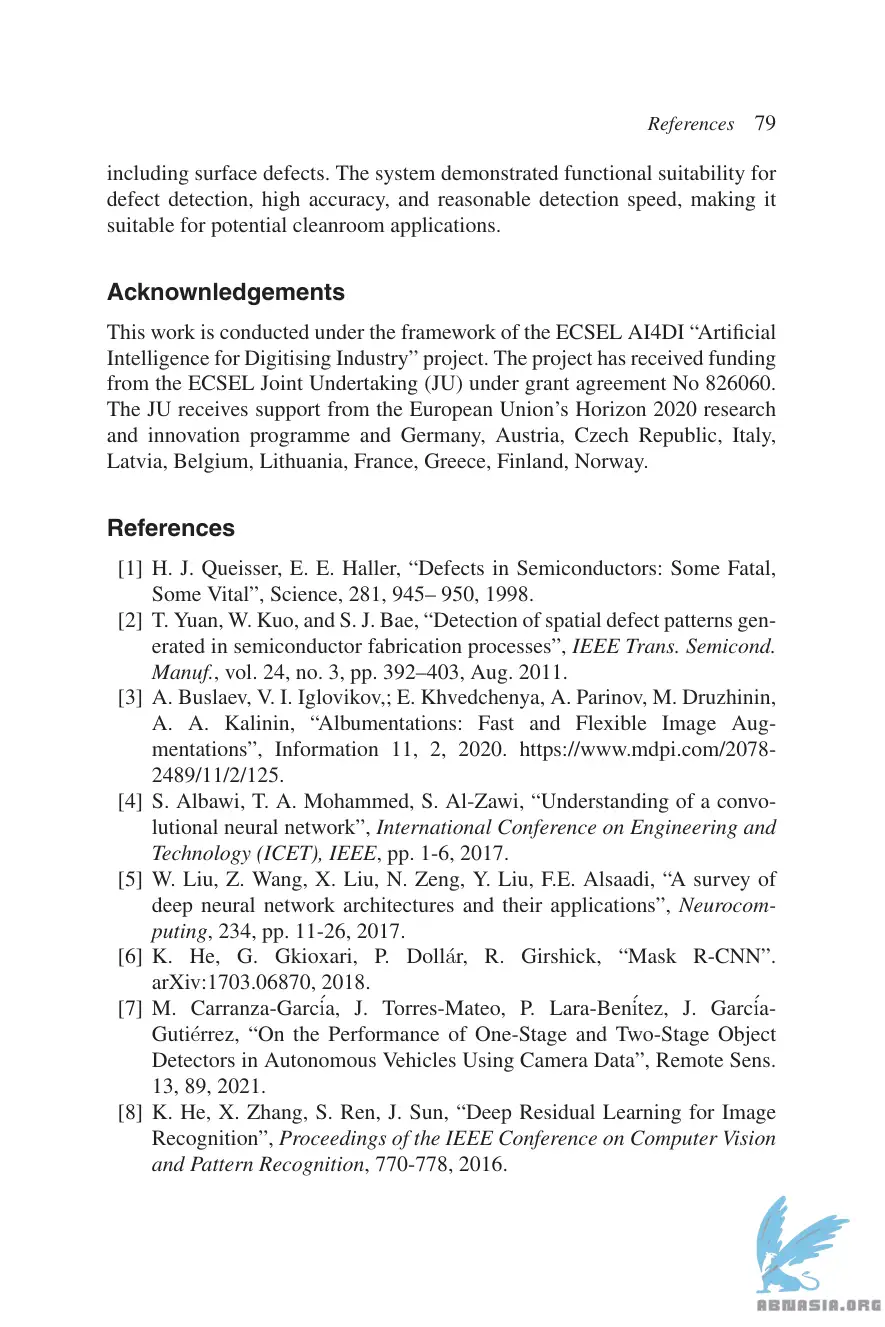 References 79
including surface defects. The system demonstrated functional suitability for
defect detection, high accuracy, and reasonable detection speed, making it
suitable for potential cleanroom applications.
Acknownledgements
This work is conducted under the framework of the ECSEL AI4DI “Artificial
Intelligence for Digitising Industry” project. The project has received funding
from the ECSEL Joint Undertaking (JU) under grant agreement No 826060.
The JU receives support from the European Union’s Horizon 2020 research
and innovation programme and Germany, Austria, Czech Republic, Italy,
Latvia, Belgium, Lithuania, France, Greece, Finland, Norway.
References
[1] H. J. Queisser, E. E. Haller, “Defects in Semiconductors: Some Fatal,
Some Vital”, Science, 281, 945– 950, 1998.
[2] T. Yuan, W. Kuo, and S. J. Bae, “Detection of spatial defect patterns gen-
erated in semiconductor fabrication processes”, IEEE Trans. Semicond.
Manuf., vol. 24, no. 3, pp. 392–403, Aug. 2011.
[3] A. Buslaev, V. I. Iglovikov,; E. Khvedchenya, A. Parinov, M. Druzhinin,
A. A. Kalinin, “Albumentations: Fast and Flexible Image Aug-
mentations”, Information 11, 2, 2020. https://www.mdpi.com/2078-
2489/11/2/125.
[4] S. Albawi, T. A. Mohammed, S. Al-Zawi, “Understanding of a convo-
lutional neural network”, International Conference on Engineering and
Technology (ICET), IEEE, pp. 1-6, 2017.
[5] W. Liu, Z. Wang, X. Liu, N. Zeng, Y. Liu, F.E. Alsaadi, “A survey of
deep neural network architectures and their applications”, Neurocom-
puting, 234, pp. 11-26, 2017.
[6] K. He, G. Gkioxari, P. Dollár, R. Girshick, “Mask R-CNN”.
arXiv:1703.06870, 2018.
[7] M. Carranza-García, J. Torres-Mateo, P. Lara-Benítez, J. García-
Gutiérrez, “On the Performance of One-Stage and Two-Stage Object
Detectors in Autonomous Vehicles Using Camera Data”, Remote Sens.
13, 89, 2021.
[8] K. He, X. Zhang, S. Ren, J. Sun, “Deep Residual Learning for Image
Recognition”, Proceedings of the IEEE Conference on Computer Vision
and Pattern Recognition, 770-778, 2016.
ABNASIA.ORG